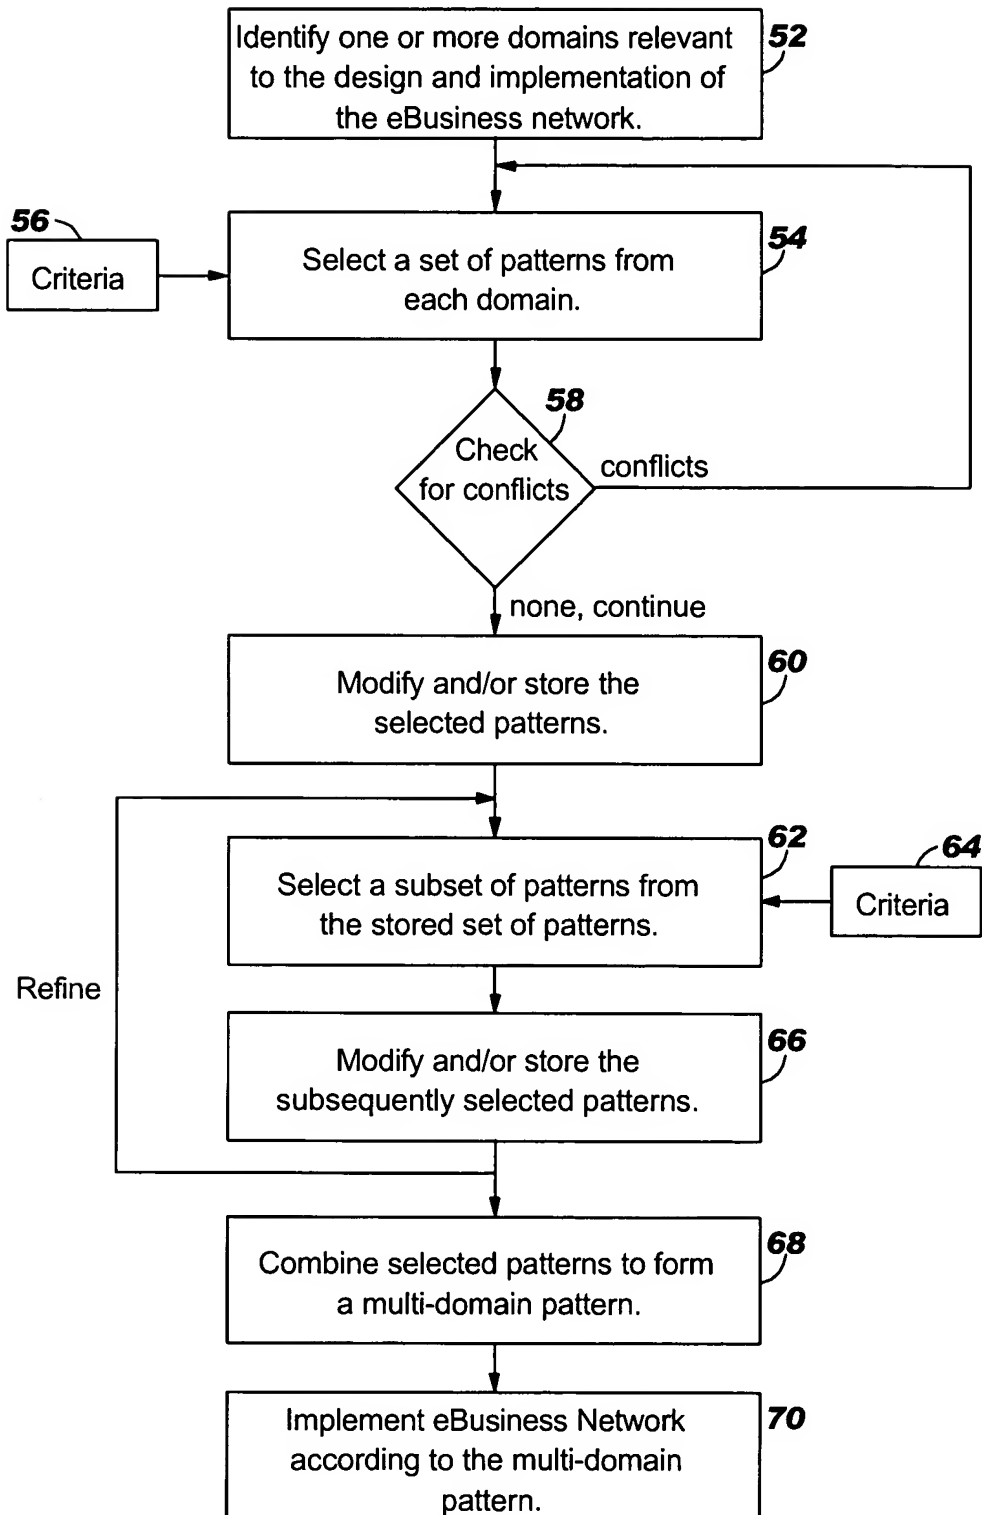 Identify one or more domains relevant
to the design and implementation of
the eBusiness network.
52
56
Criteria
Select a set of patterns from
each domain.
54
58
Check
for conflicts
conflicts
none, continue
Modify and/or store the
selected patterns.
60
Select a subset of patterns from
the stored set of patterns.
62
64
Criteria
Refine
Modify and/or store the
subsequently selected patterns.
66
Combine selected patterns to form
a multi-domain pattern.
68
Implement eBusiness Network
according to the multi-domain
pattern.
70